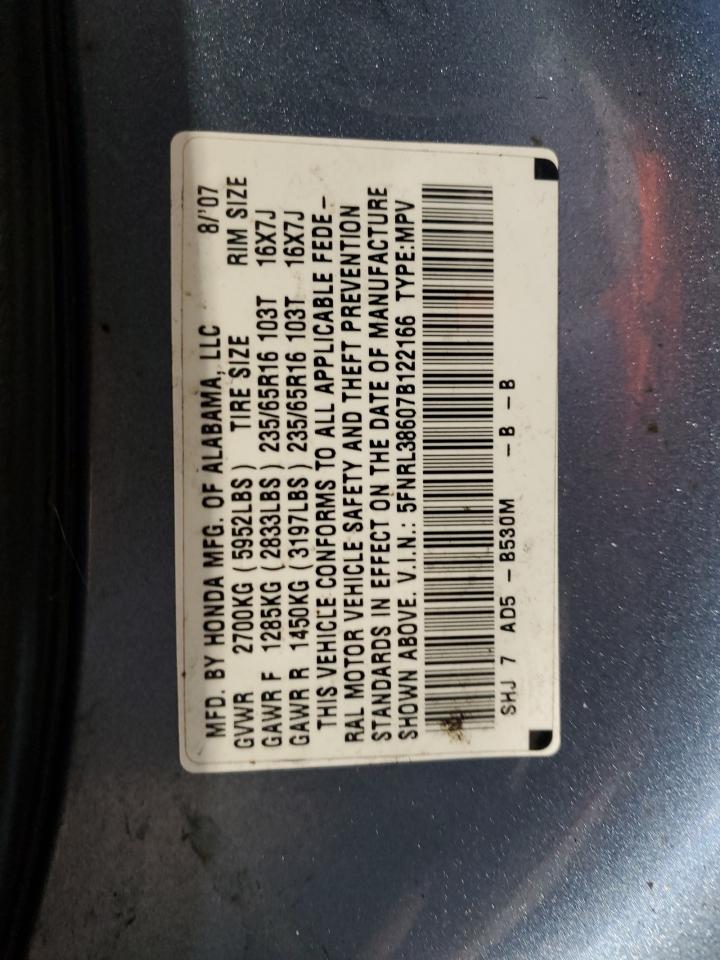 MFD. BY HONDA MFG. OF ALABAMA, LLC 8/'07
GVWR 2700KG (5952LBS) TIRE SIZE RIM SIZE
GAWR F 1285KG (2833LBS) 235/65R16 103T 16X7J
GAWR R 1450KG (3197LBS) 235/65R16 103T 16X7J
THIS VEHICLE CONFORMS TO ALL APPLICABLE FEDE-
RAL MOTOR VEHICLE SAFETY AND THEFT PREVENTION
STANDARDS IN EFFECT ON THE DATE OF MANUFACTURE
SHOWN ABOVE. V.I.N.: 5FNRL38607B122166 TYPE:MPV
SHJ 7 AD5 - B530M - B - B